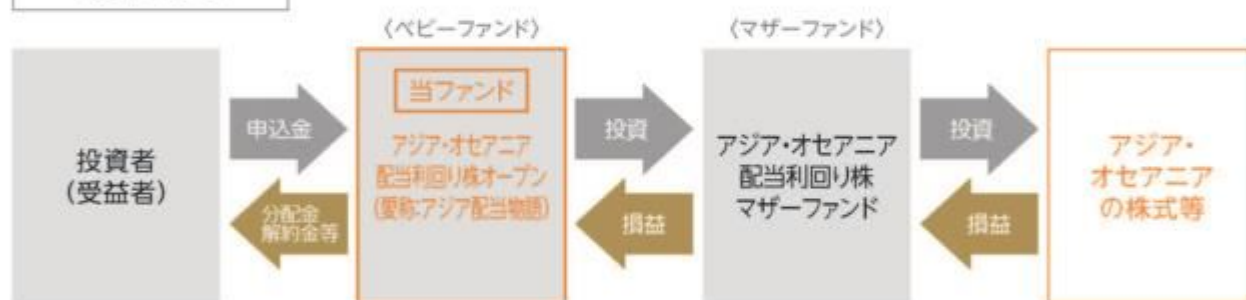 〈ベビーファンド〉
〈マザーファンド〉
投資者
(受益者)
申込金
分配金
解約金等
当ファンド
アジア・オセアニア
配当利回り株オープン
(愛称:アジア配当物語)
投資
損益
アジア・オセアニア
配当利回り株
マザーファンド
投資
損益
アジア・
オセアニア
の株式等